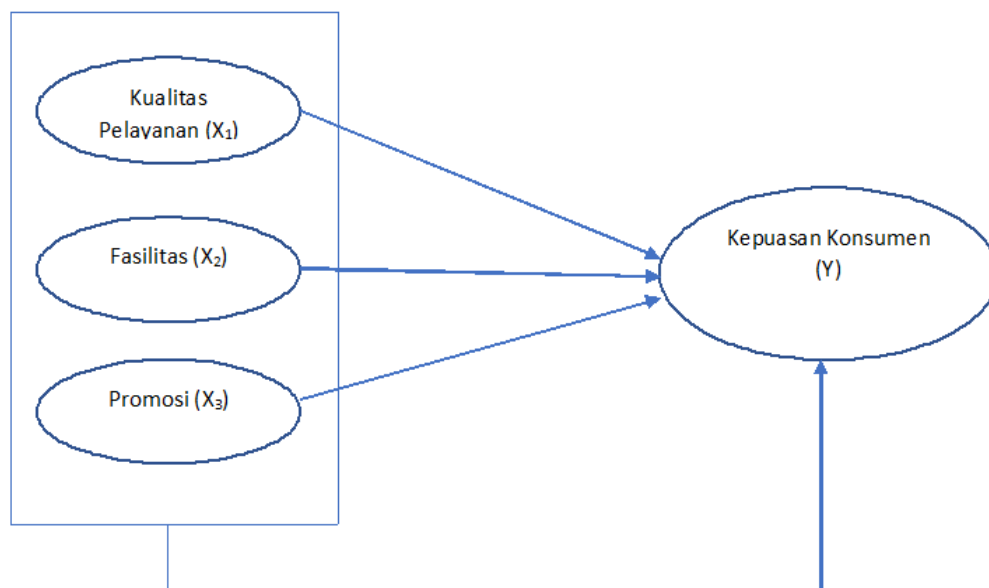 Kualitas
Pelayanan (X₁)
Fasilitas (X₂)
Promosi (X₃)
Kepuasan Konsumen
(Y)